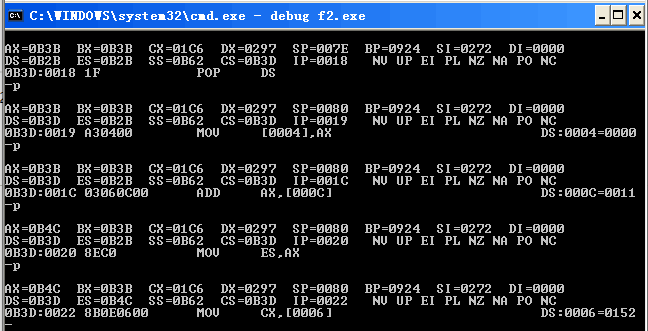 C:\WINDOWS\system32\cmd.exe - debug f2.exe
AX=0B3B BX=0B3B CX=01C6 DX=0297 SP=007E BP=0924 SI=0272 DI=0000
DS=0B2B ES=0B2B SS=0B62 CS=0B3D IP=0018 NV UP EI PL NZ NA PO NC
0B3D:0018 1F POP DS
-p
AX=0B3B BX=0B3B CX=01C6 DX=0297 SP=0080 BP=0924 SI=0272 DI=0000
DS=0B3D ES=0B2B SS=0B62 CS=0B3D IP=0019 NV UP EI PL NZ NA PO NC
0B3D:0019 A30400 MOV [0004],AX DS:0004=0000
-p
AX=0B3B BX=0B3B CX=01C6 DX=0297 SP=0080 BP=0924 SI=0272 DI=0000
DS=0B3D ES=0B2B SS=0B62 CS=0B3D IP=001C NV UP EI PL NZ NA PO NC
0B3D:001C 03060C00 ADD AX,[000C] DS:000C=0011
-p
AX=0B4C BX=0B3B CX=01C6 DX=0297 SP=0080 BP=0924 SI=0272 DI=0000
DS=0B3D ES=0B2B SS=0B62 CS=0B3D IP=0020 NV UP EI PL NZ NA PO NC
0B3D:0020 8EC0 MOV ES,AX
-p
AX=0B4C BX=0B3B CX=01C6 DX=0297 SP=0080 BP=0924 SI=0272 DI=0000
DS=0B3D ES=0B4C SS=0B62 CS=0B3D IP=0022 NV UP EI PL NZ NA PO NC
0B3D:0022 8B0E0600 MOV CX,[0006] DS:0006=0152
-